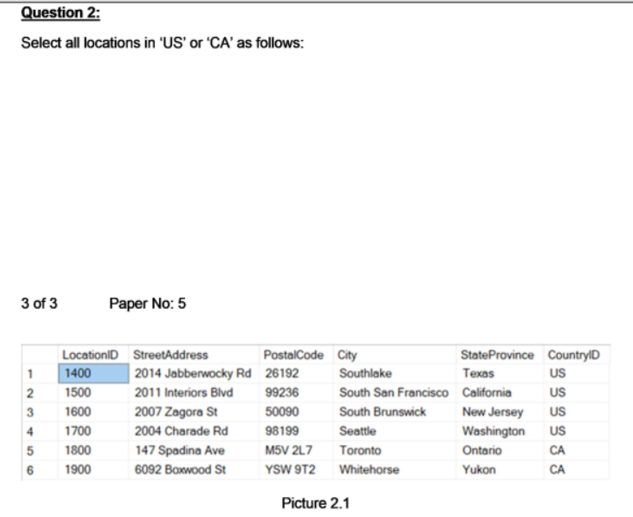 Question 2:
Select all locations in 'US' or 'CA' as follows:
3 of 3 Paper No: 5
LocationID StreetAddress PostalCode City StateProvince CountryID
1 1400 2014 Jabberwocky Rd 26192 Southlake Texas US
2 1500 2011 Interiors Blvd 99236 South San Francisco California US
3 1600 2007 Zagora St 50090 South Brunswick New Jersey US
4 1700 2004 Charade Rd 98199 Seattle Washington US
5 1800 147 Spadina Ave M5V 2L7 Toronto Ontario CA
6 1900 6092 Boxwood St YSW 9T2 Whitehorse Yukon CA
Picture 2.1